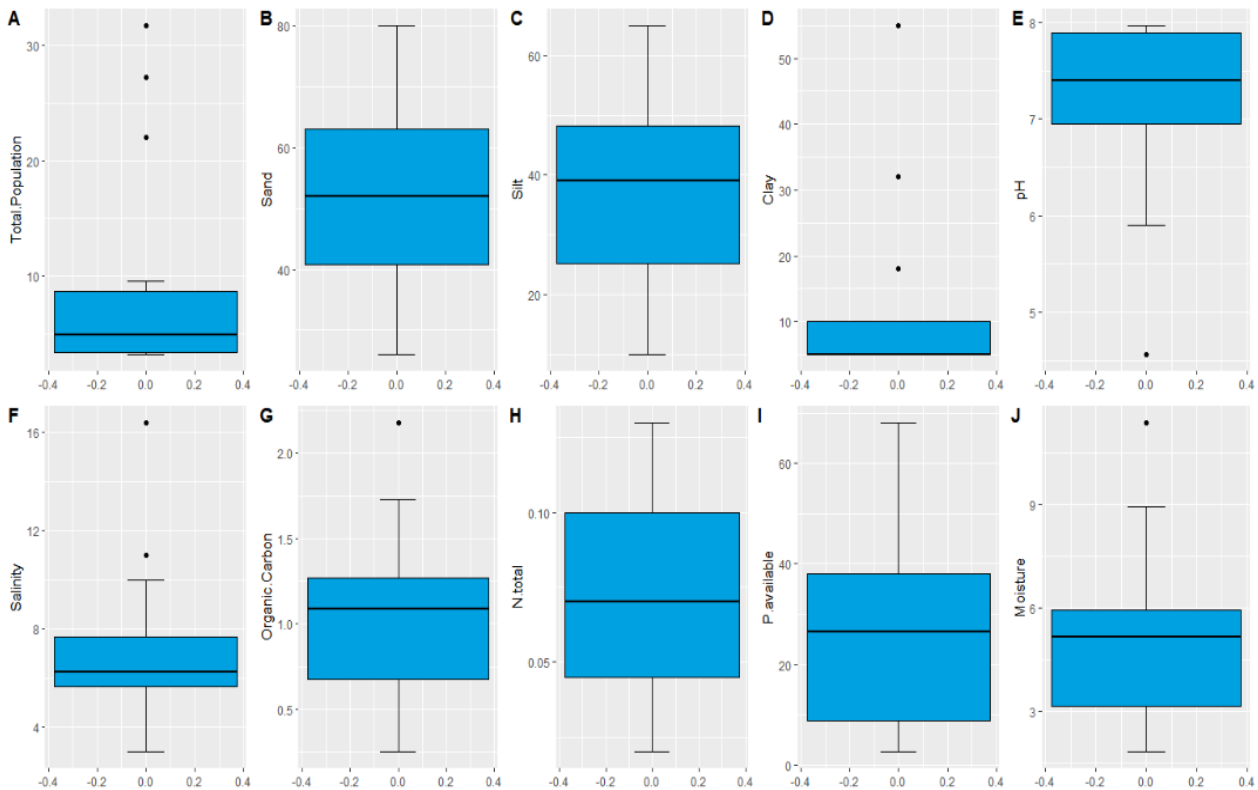 A
Total.Population
30
20
10
-0.4 -0.2 0.0 0.2 0.4
B
Sand
80
60
40
-0.4 -0.2 0.0 0.2 0.4
C
Silt
60
40
20
-0.4 -0.2 0.0 0.2 0.4
D
Clay
50
40
30
20
10
-0.4 -0.2 0.0 0.2 0.4
E
pH
8
7
6
5
-0.4 -0.2 0.0 0.2 0.4
F
Salinity
16
12
8
4
-0.4 -0.2 0.0 0.2 0.4
G
Organic.Carbon
2.0
1.5
1.0
0.5
-0.4 -0.2 0.0 0.2 0.4
H
N.total
0.10
0.05
-0.4 -0.2 0.0 0.2 0.4
I
P.available
60
40
20
0
-0.4 -0.2 0.0 0.2 0.4
J
Moisture
9
6
3
-0.4 -0.2 0.0 0.2 0.4